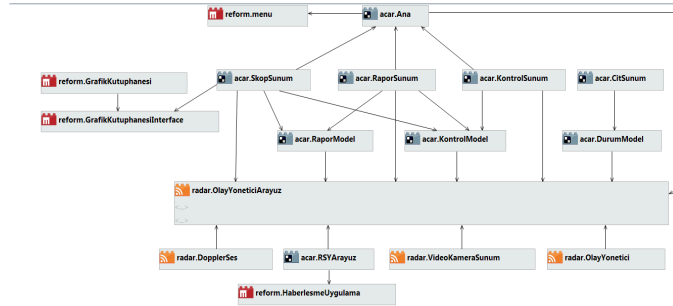 reform.menu
acar.Ana
reform.GrafikKutuphanesi
acar.SkopSunum
acar.RaporSunum
acar.KontrolSunum
acar.CitSunum
reform.GrafikKutuphanesiInterface
acar.RaporModel
acar.KontrolModel
acar.DurumModel
radar.OlayYoneticiArayuz
radar.DopplerSes
acar.RSYArayuz
radar.VideoKameraSunum
radar.OlayYonetici
reform.HaberlesmeUygulama